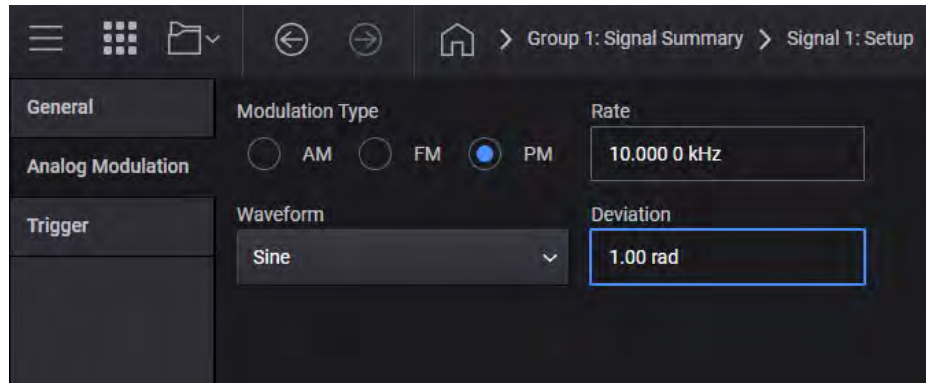 Group 1: Signal Summary > Signal 1: Setup
General
Analog Modulation
Trigger
Modulation Type
AM FM PM
Rate
10.000 0 kHz
Waveform
Sine
Deviation
1.00 rad